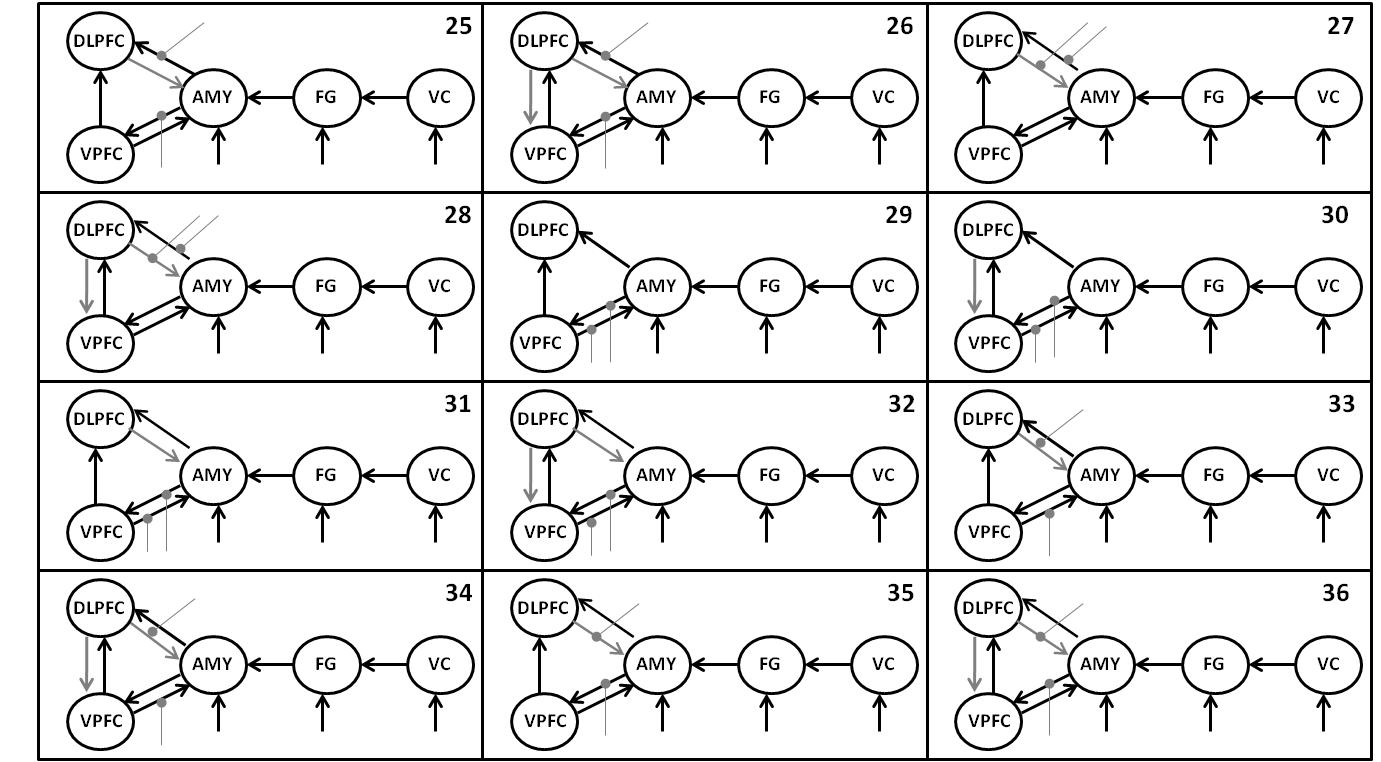 25 26 27
DLPFC DLPFC DLPFC
AMY FG VC AMY FG VC AMY FG VC
VPFC VPFC VPFC
28 29 30
DLPFC DLPFC DLPFC
AMY FG VC AMY FG VC AMY FG VC
VPFC VPFC VPFC
31 32 33
DLPFC DLPFC DLPFC
AMY FG VC AMY FG VC AMY FG VC
VPFC VPFC VPFC
34 35 36
DLPFC DLPFC DLPFC
AMY FG VC AMY FG VC AMY FG VC
VPFC VPFC VPFC